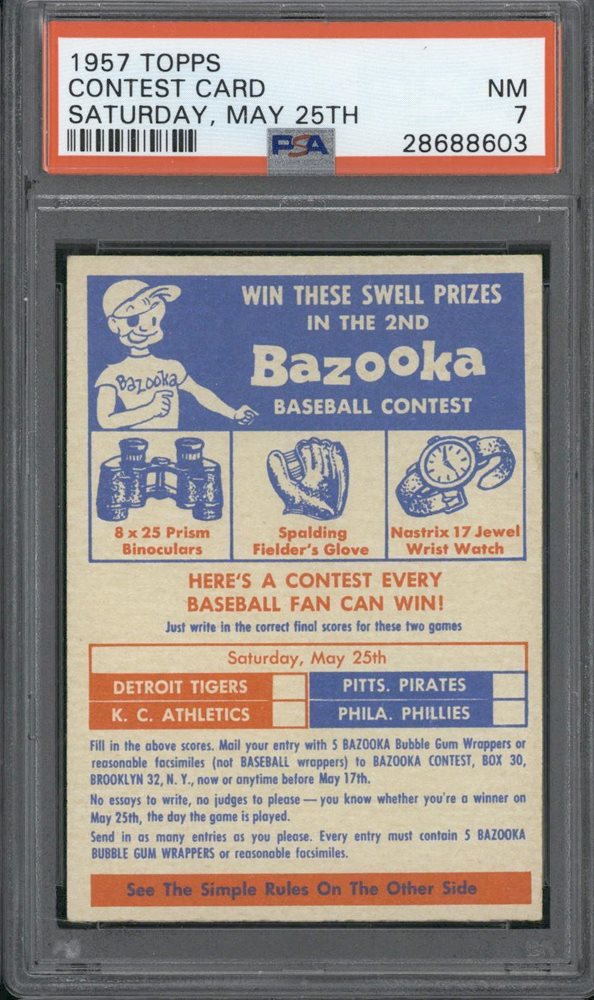 1957 TOPPS
CONTEST CARD NM
SATURDAY, MAY 25TH 7
PSA 28688603
WIN THESE SWELL PRIZES
IN THE 2ND
Bazooka
BASEBALL CONTEST
Bazooka
8 x 25 Prism
Binoculars
Spalding
Fielder's Glove
Nastrix 17 Jewel
Wrist Watch
HERE'S A CONTEST EVERY
BASEBALL FAN CAN WIN!
Just write in the correct final scores for these two games
Saturday, May 25th
DETROIT TIGERS PITTS. PIRATES
K. C. ATHLETICS PHILA. PHILLIES
Fill in the above scores. Mail your entry with 5 BAZOOKA Bubble Gum Wrappers or
reasonable facsimiles (not BASEBALL wrappers) to BAZOOKA CONTEST, BOX 30,
BROOKLYN 32, N. Y., now or anytime before May 17th.
No essays to write, no judges to please — you know whether you're a winner on
May 25th, the day the game is played.
Send in as many entries as you please. Every entry must contain 5 BAZOOKA
BUBBLE GUM WRAPPERS or reasonable facsimiles.
See The Simple Rules On The Other Side